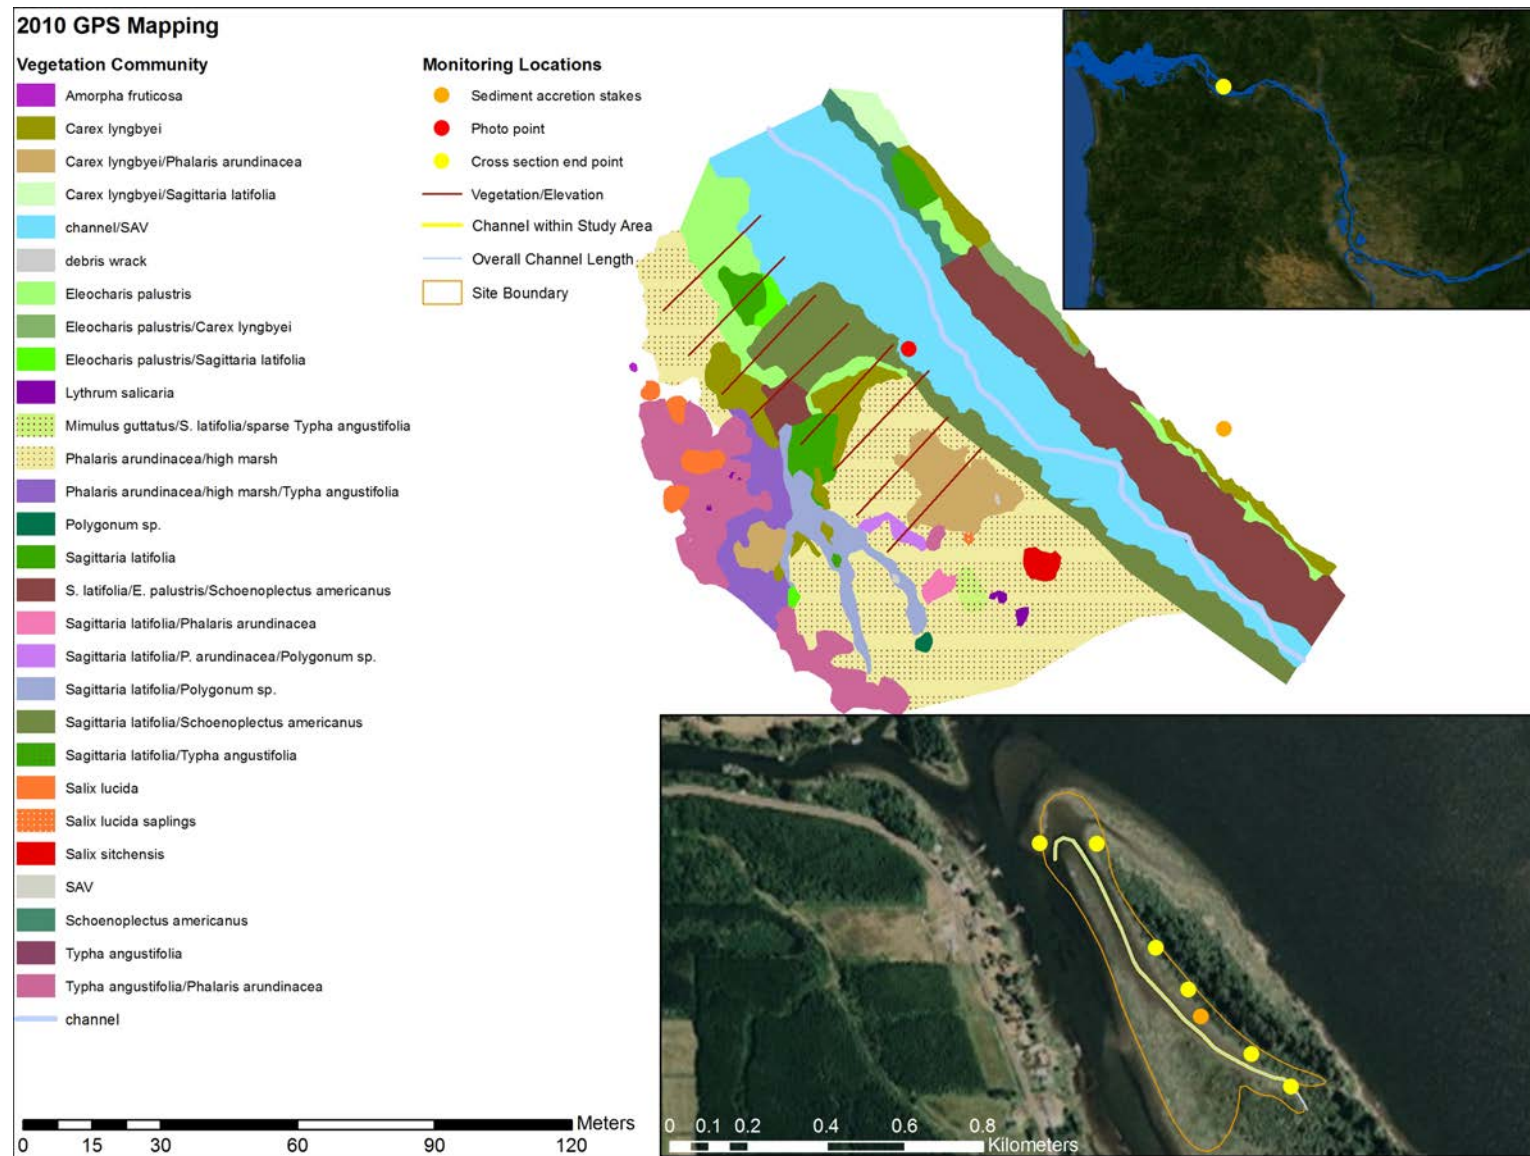 2010 GPS Mapping
Vegetation Community
Amorpha fruticosa
Carex lyngbyei
Carex lyngbyei/Phalaris arundinacea
Carex lyngbyei/Sagittaria latifolia
channel/SAV
debris wrack
Eleocharis palustris
Eleocharis palustris/Carex lyngbyei
Eleocharis palustris/Sagittaria latifolia
Lythrum salicaria
Mimulus guttatus/S. latifolia/sparse Typha angustifolia
Phalaris arundinacea/high marsh
Phalaris arundinacea/high marsh/Typha angustifolia
Polygonum sp.
Sagittaria latifolia
S. latifolia/E. palustris/Schoenoplectus americanus
Sagittaria latifolia/Phalaris arundinacea
Sagittaria latifolia/P. arundinacea/Polygonum sp.
Sagittaria latifolia/Polygonum sp.
Sagittaria latifolia/Schoenoplectus americanus
Sagittaria latifolia/Typha angustifolia
Salix lucida
Salix lucida saplings
Salix sitchensis
SAV
Schoenoplectus americanus
Typha angustifolia
Typha angustifolia/Phalaris arundinacea
channel
Monitoring Locations
Sediment accretion stakes
Photo point
Cross section end point
Vegetation/Elevation
Channel within Study Area
Overall Channel Length
Site Boundary
Meters
0 15 30 60 90 120
0 0.1 0.2 0.4 0.6 0.8
Kilometers